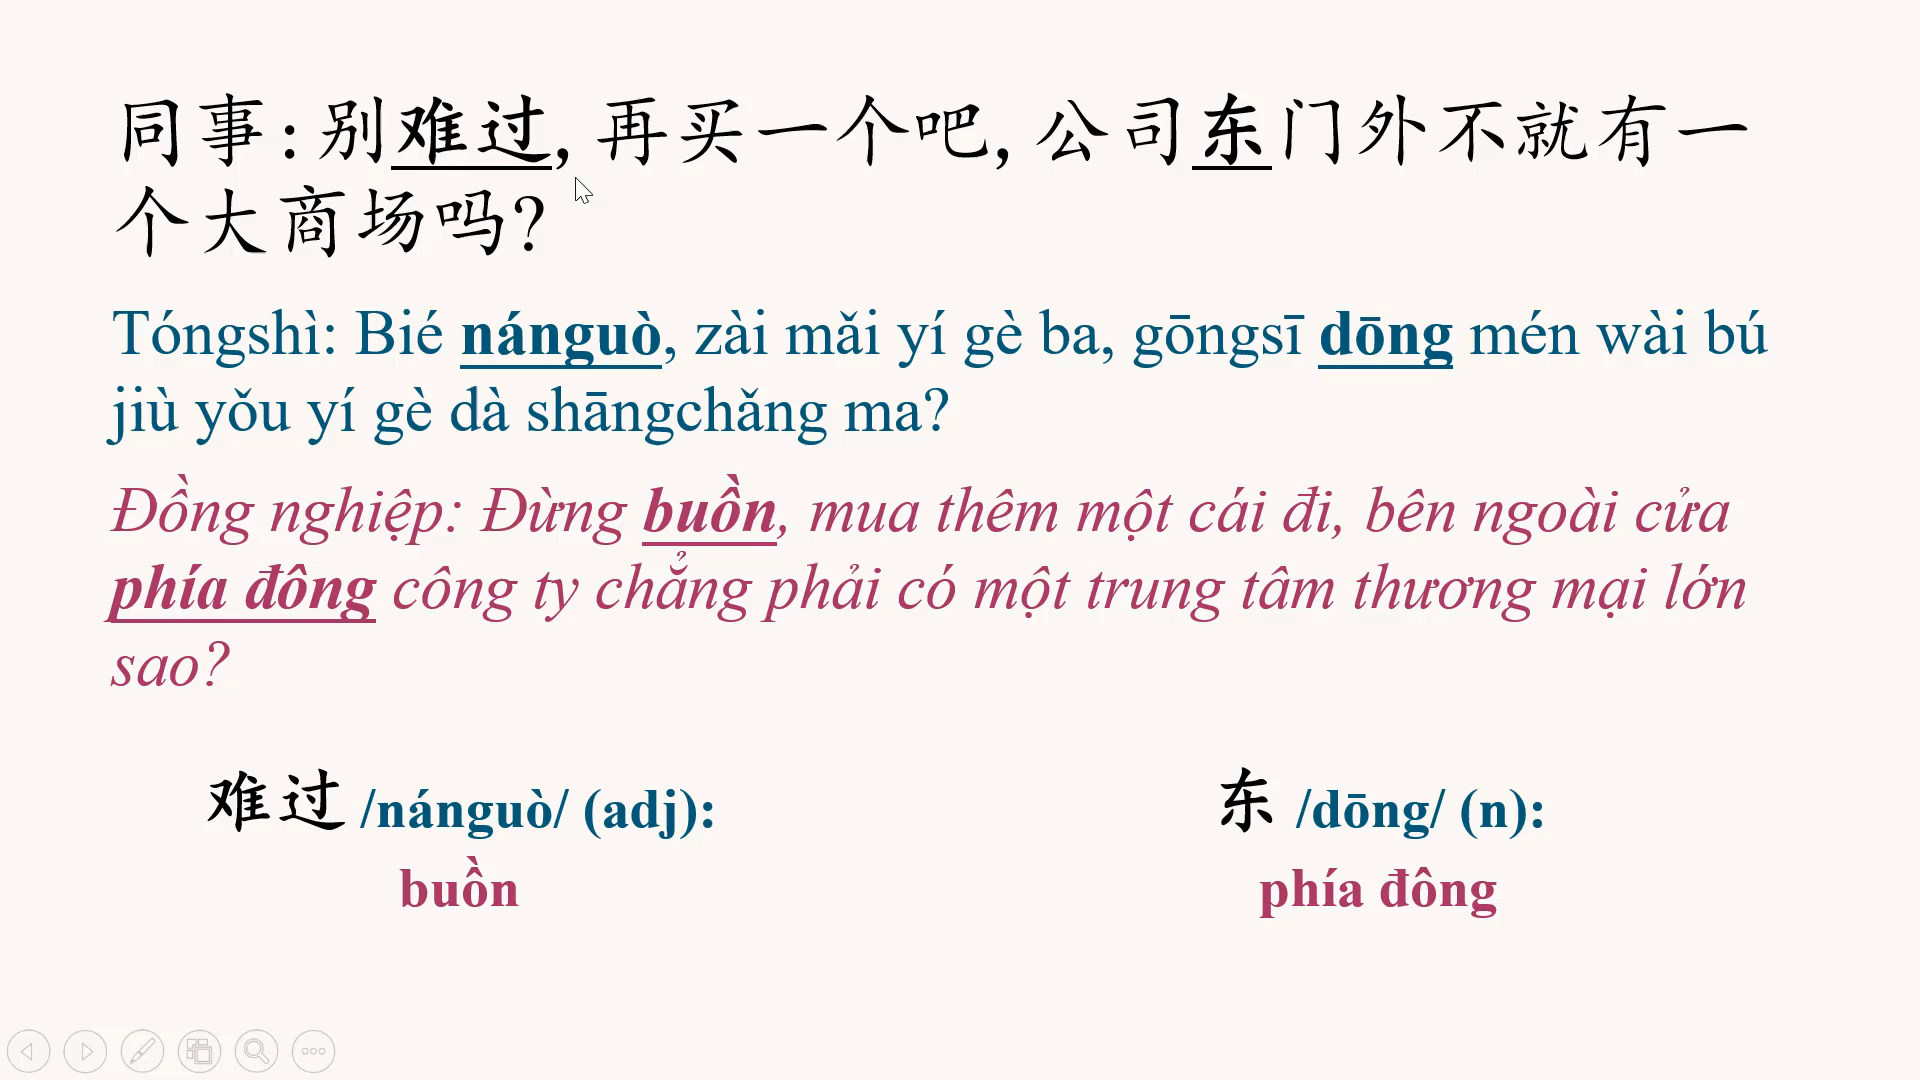 同事: 别难过, 再买一个吧, 公司东门外不就有一
个大商场吗?
Tóngshì: Bié nánguò, zài mǎi yí gè ba, gōngsī dōng mén wài bú
jiù yǒu yí gè dà shāngchǎng ma?
Đồng nghiệp: Đừng buồn, mua thêm một cái đi, bên ngoài cửa
phía đông công ty chẳng phải có một trung tâm thương mại lớn
sao?
难过 /nánguò/ (adj):
buồn
东 /dōng/ (n):
phía đông